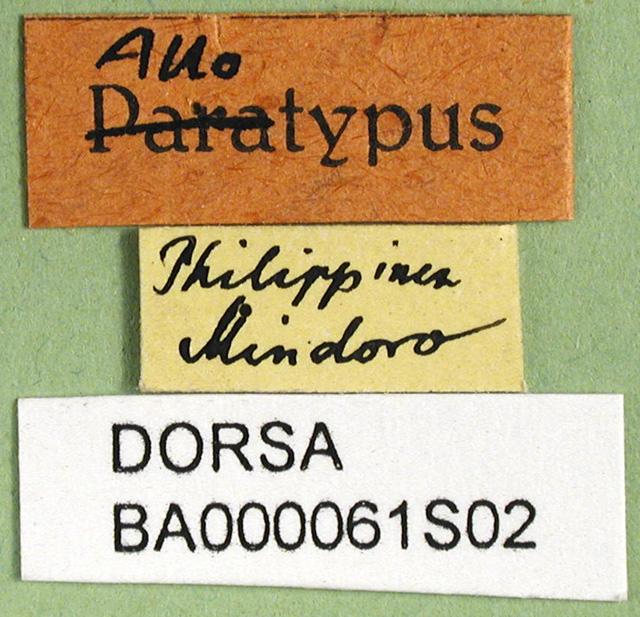 Allo
Paratypus
Philippinen
Mindoro
DORSA
BA000061S02